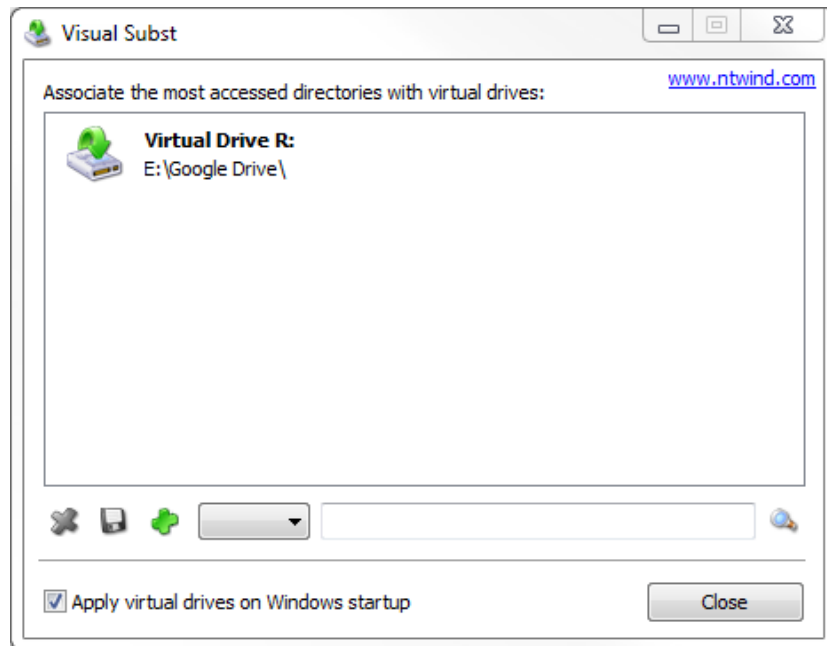 Visual Subst
www.ntwind.com
Associate the most accessed directories with virtual drives:
Virtual Drive R:
E:\Google Drive\
Apply virtual drives on Windows startup
Close